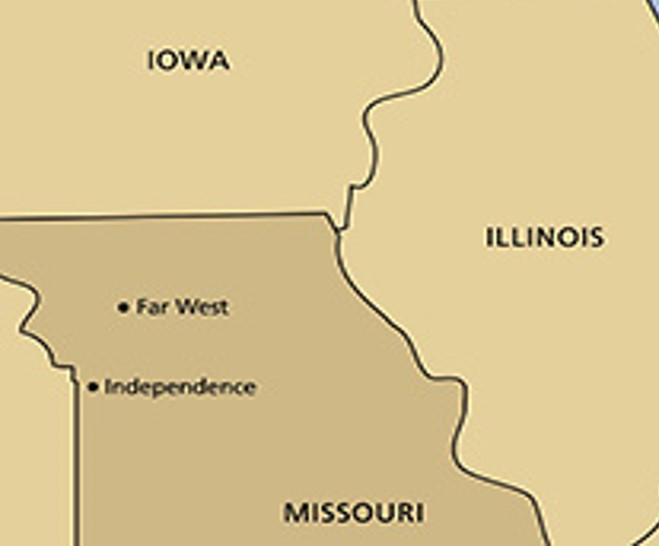 IOWA
ILLINOIS
Far West
Independence
MISSOURI